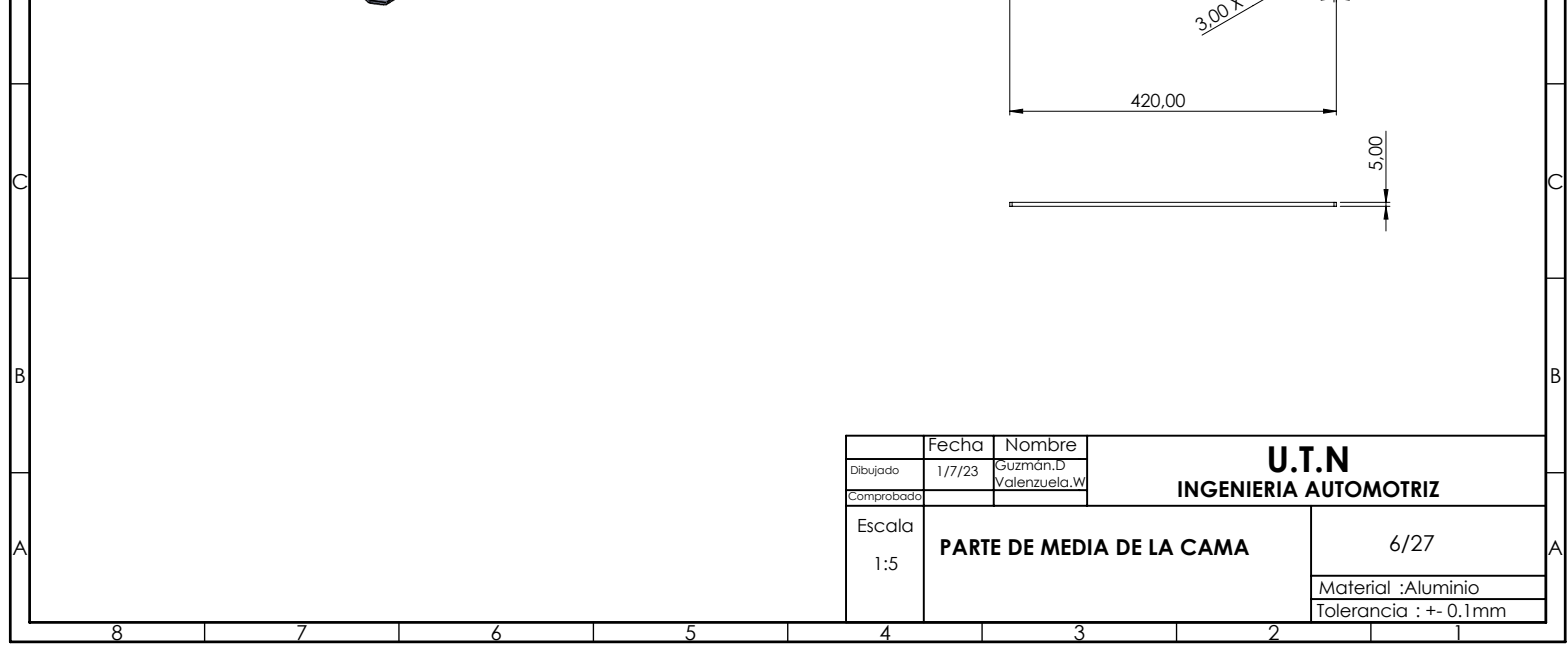 3,00 X
420,00
5,00
C
C
B
B
A
A
Fecha Nombre
Dibujado 1/7/23 Guzmán.D
Valenzuela.W
Comprobado
U.T.N
INGENIERIA AUTOMOTRIZ
Escala
1:5
PARTE DE MEDIA DE LA CAMA
6/27
Material :Aluminio
Tolerancia : +- 0.1mm
8 7 6 5 4 3 2 1